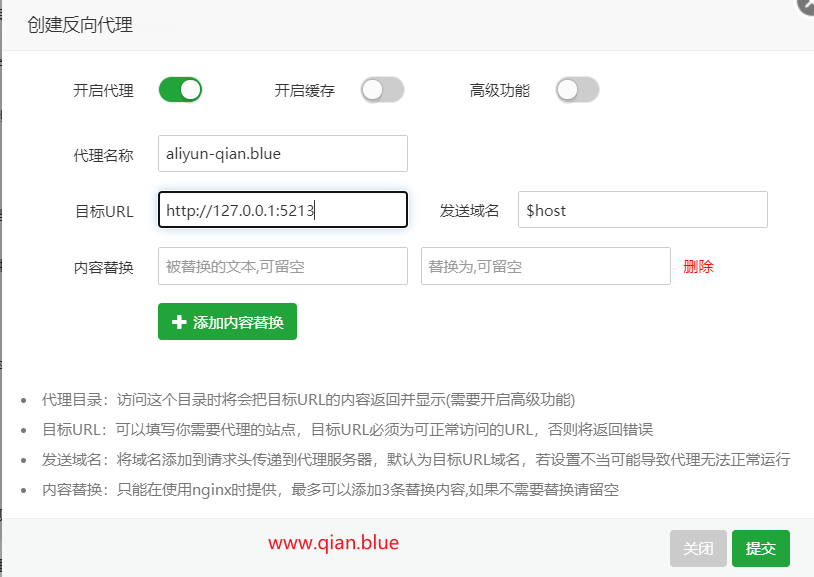 创建反向代理
开启代理 开启缓存 高级功能
代理名称 aliyun-qian.blue
目标URL http://127.0.0.1:5213 发送域名 $host
内容替换 被替换的文本,可留空 替换为,可留空 删除
添加内容替换
代理目录：访问这个目录时将会把目标URL的内容返回并显示(需要开启高级功能)
目标URL：可以填写你需要代理的站点，目标URL必须为可正常访问的URL，否则将返回错误
发送域名：将域名添加到请求头传递到代理服务器，默认为目标URL域名，若设置不当可能导致代理无法正常运行
内容替换：只能在使用nginx时提供，最多可以添加3条替换内容,如果不需要替换请留空
www.qian.blue
关闭 提交